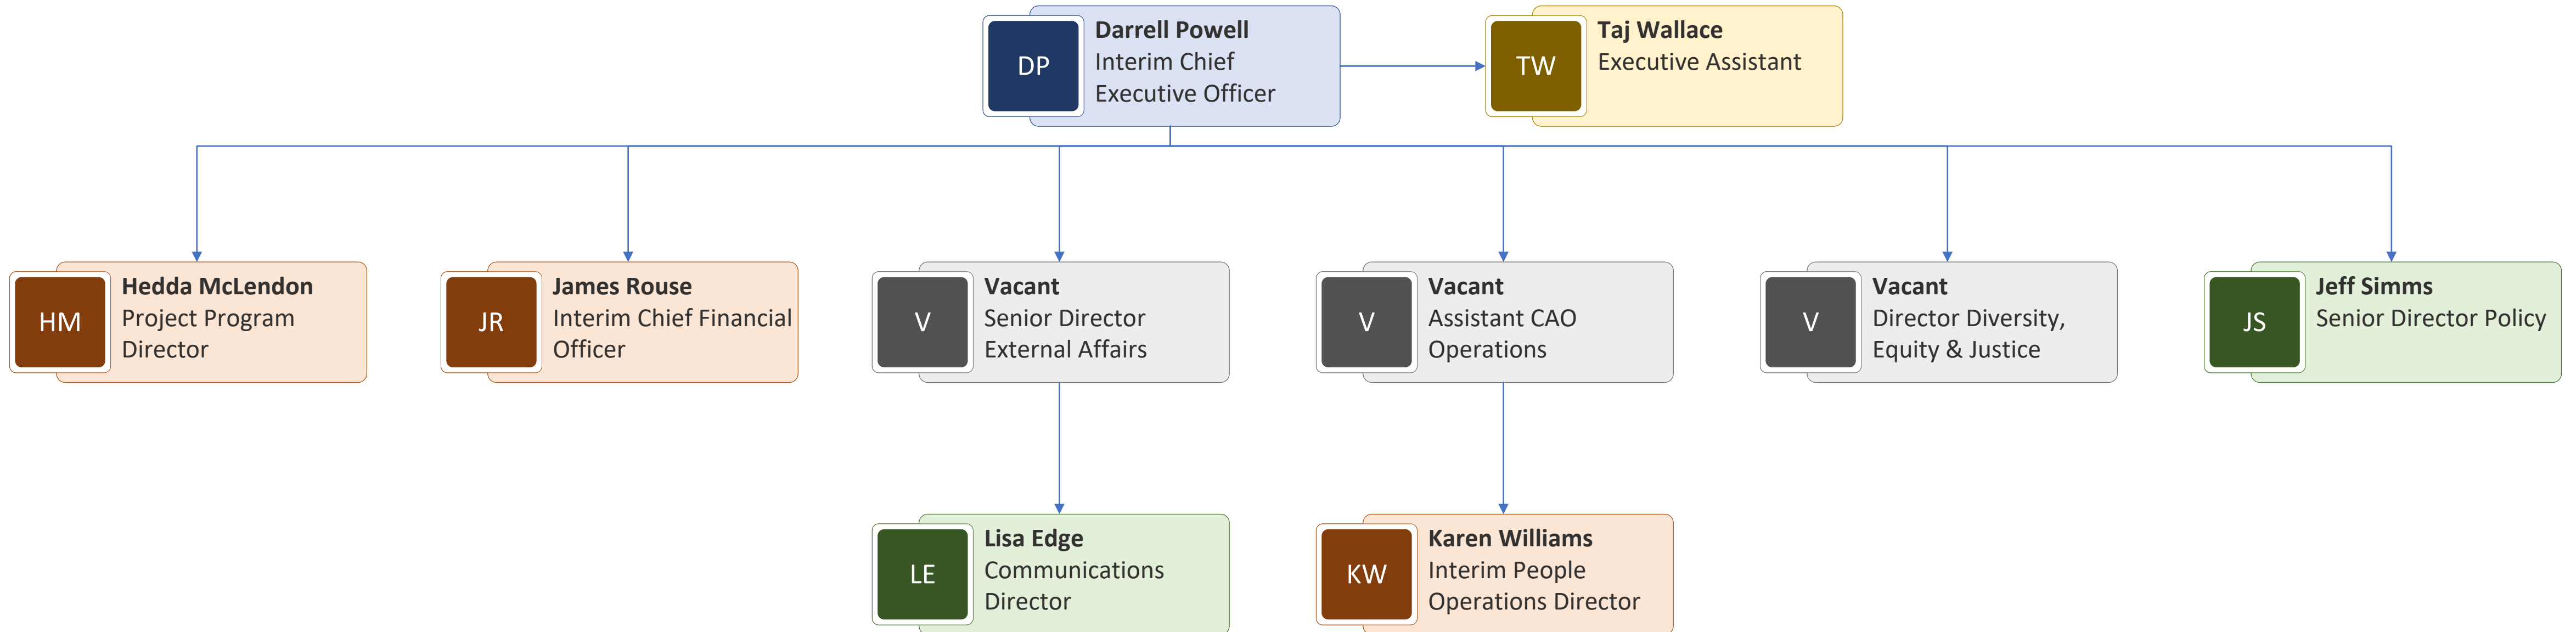 DP
Darrell Powell
Interim Chief
Executive Officer
TW
Taj Wallace
Executive Assistant
HM
Hedda McLendon
Project Program
Director
JR
James Rouse
Interim Chief Financial
Officer
V
Vacant
Senior Director
External Affairs
V
Vacant
Assistant CAO
Operations
V
Vacant
Director Diversity,
Equity & Justice
JS
Jeff Simms
Senior Director Policy
LE
Lisa Edge
Communications
Director
KW
Karen Williams
Interim People
Operations Director